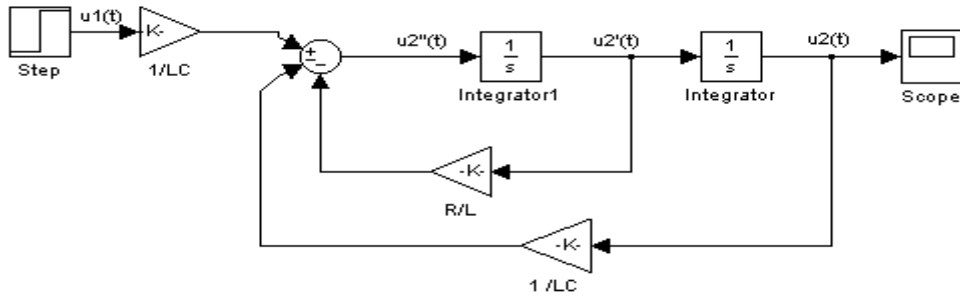 u1(t)
K-
Step
1/LC
±
−
u2"(t)
1
s
Integrator1
u2'(t)
1
s
Integrator
u2(t)
Scope
-K-
R/L
-K-
1 /LC